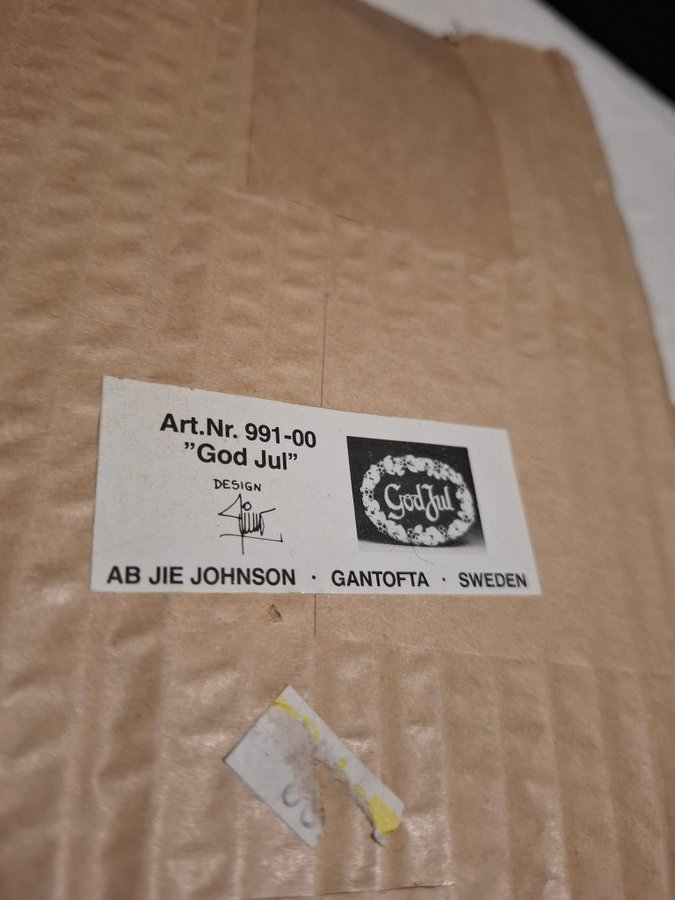 Art.Nr. 991-00
”God Jul”
DESIGN
God Jul
AB JIE JOHNSON · GANTOFTA · SWEDEN